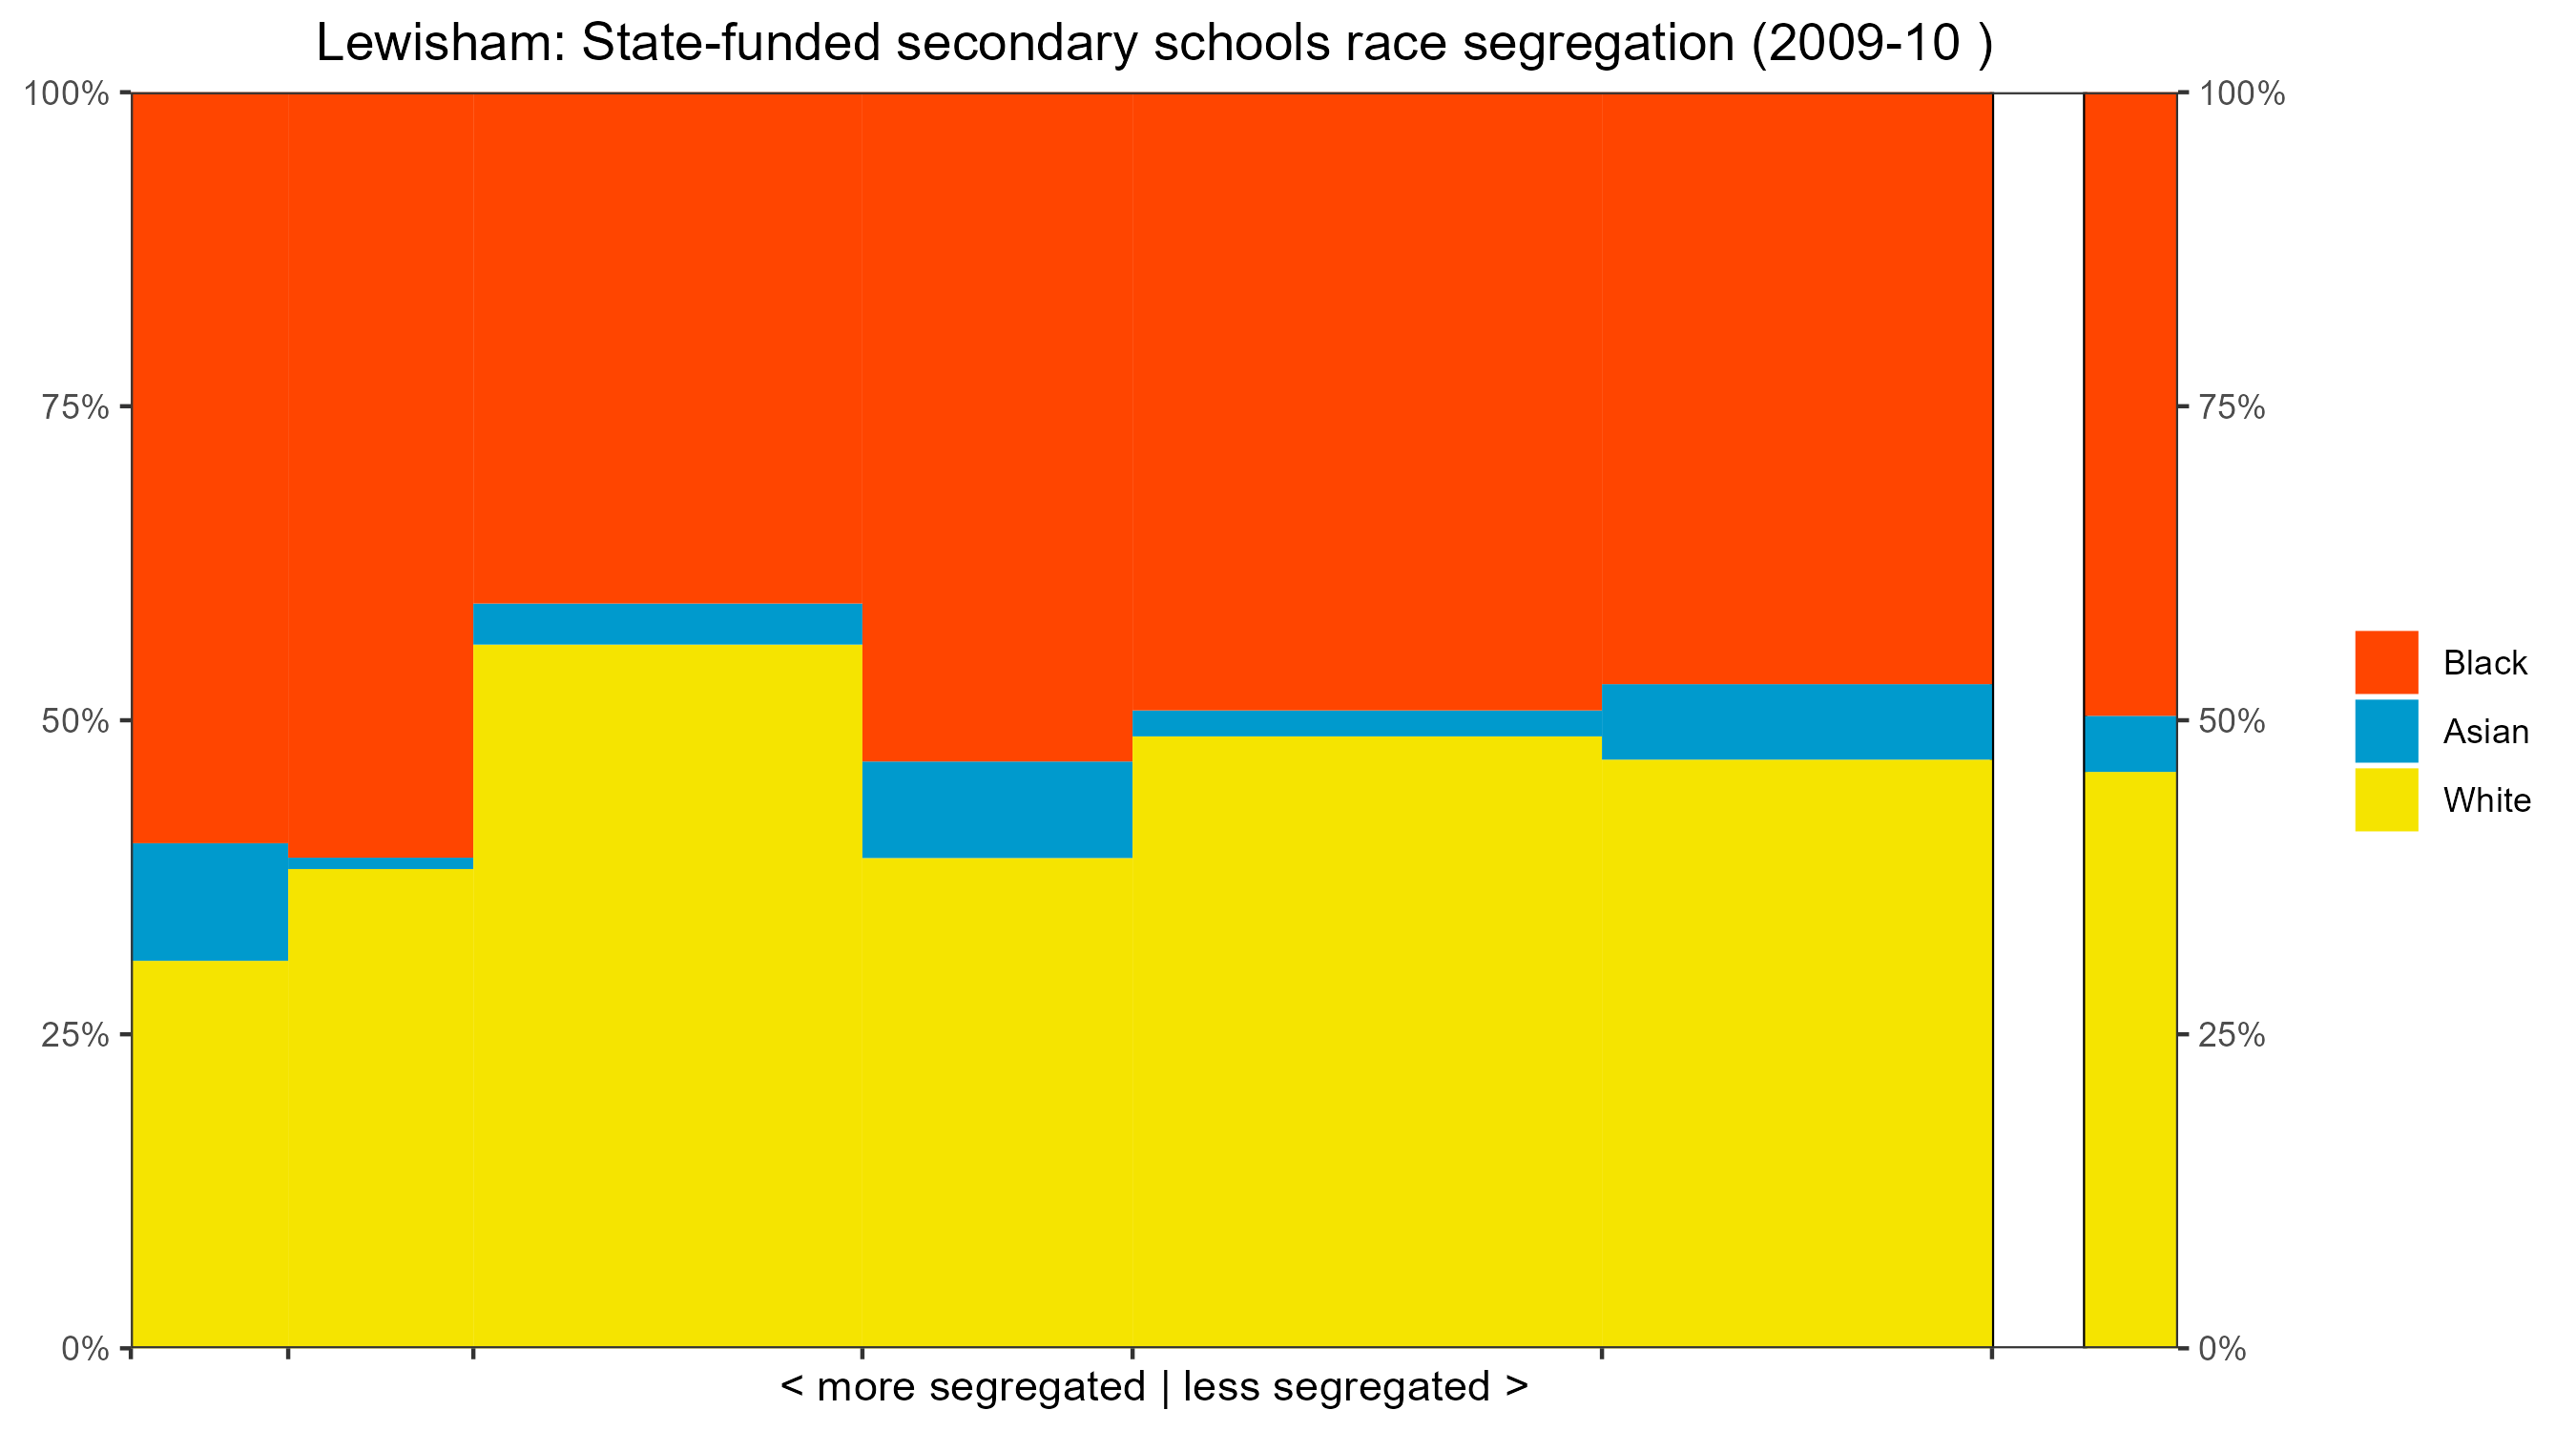 Lewisham: State-funded secondary schools race segregation (2009-10 )
100%
75%
50%
25%
0%
100%
75%
50%
25%
0%
< more segregated | less segregated >
Black
Asian
White